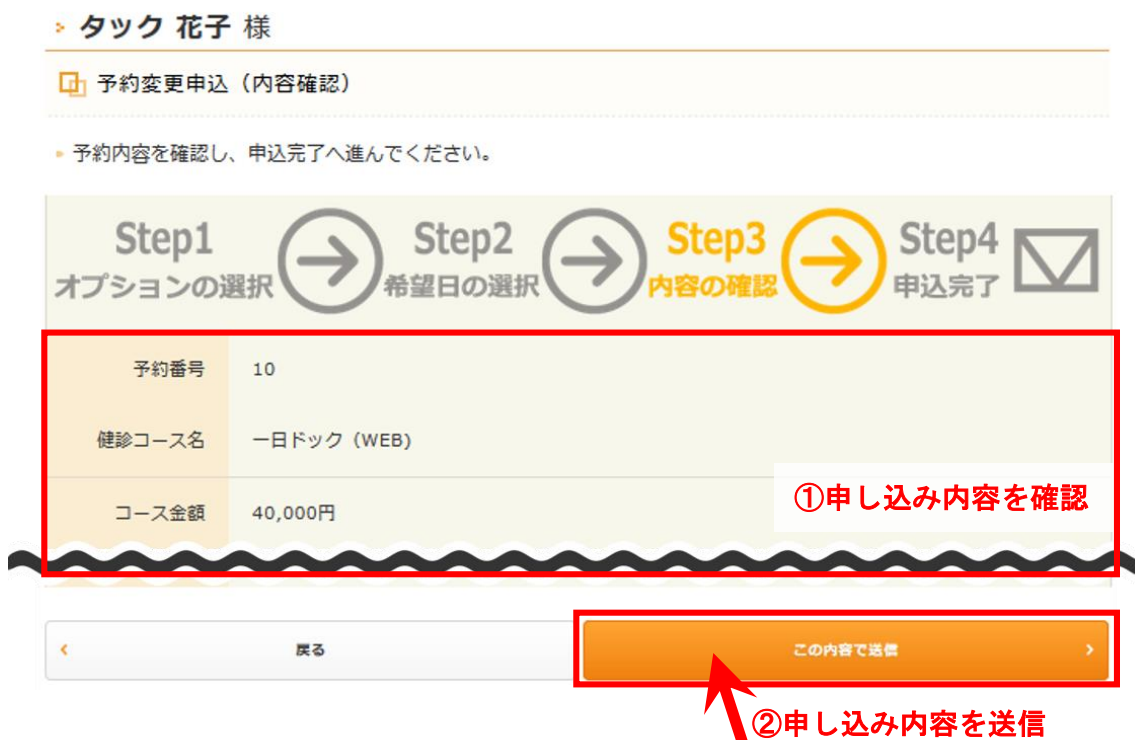 タック 花子 様
予約変更申込（内容確認）
予約内容を確認し、申込完了へ進んでください。
Step1
オプションの選択
Step2
希望日の選択
Step3
内容の確認
Step4
申込完了
予約番号 10
健診コース名 一日ドック（WEB)
コース金額 40,000円
①申し込み内容を確認
戻る
この内容で送信
②申し込み内容を送信